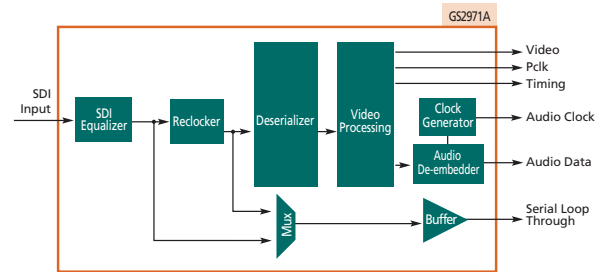 GS2971A
SDI
Input
SDI
Equalizer
Reclocker
Deserializer
Video
Processing
Clock
Generator
Audio
De-embedder
Mux
Buffer
Video
Pclk
Timing
Audio Clock
Audio Data
Serial Loop
Through